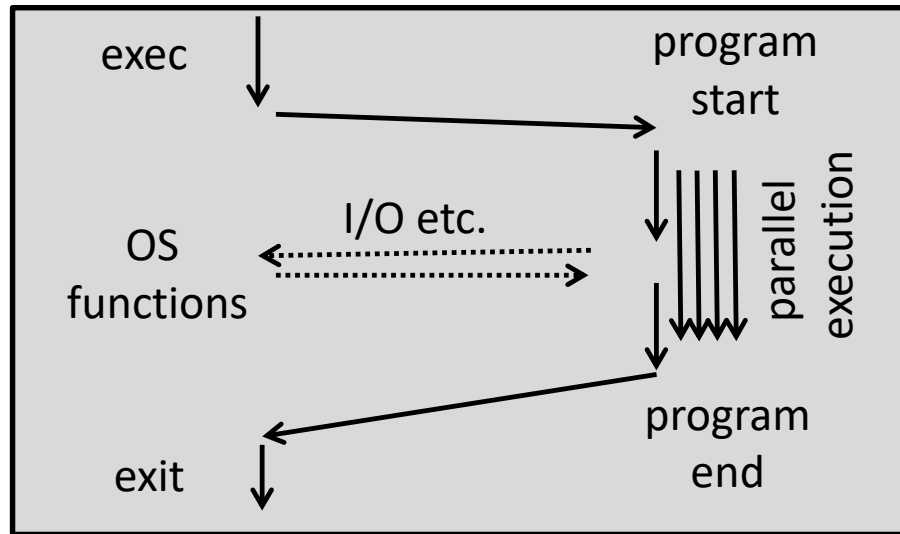 exec
program
start
I/O etc.
OS
functions
parallel
execution
program
end
exit